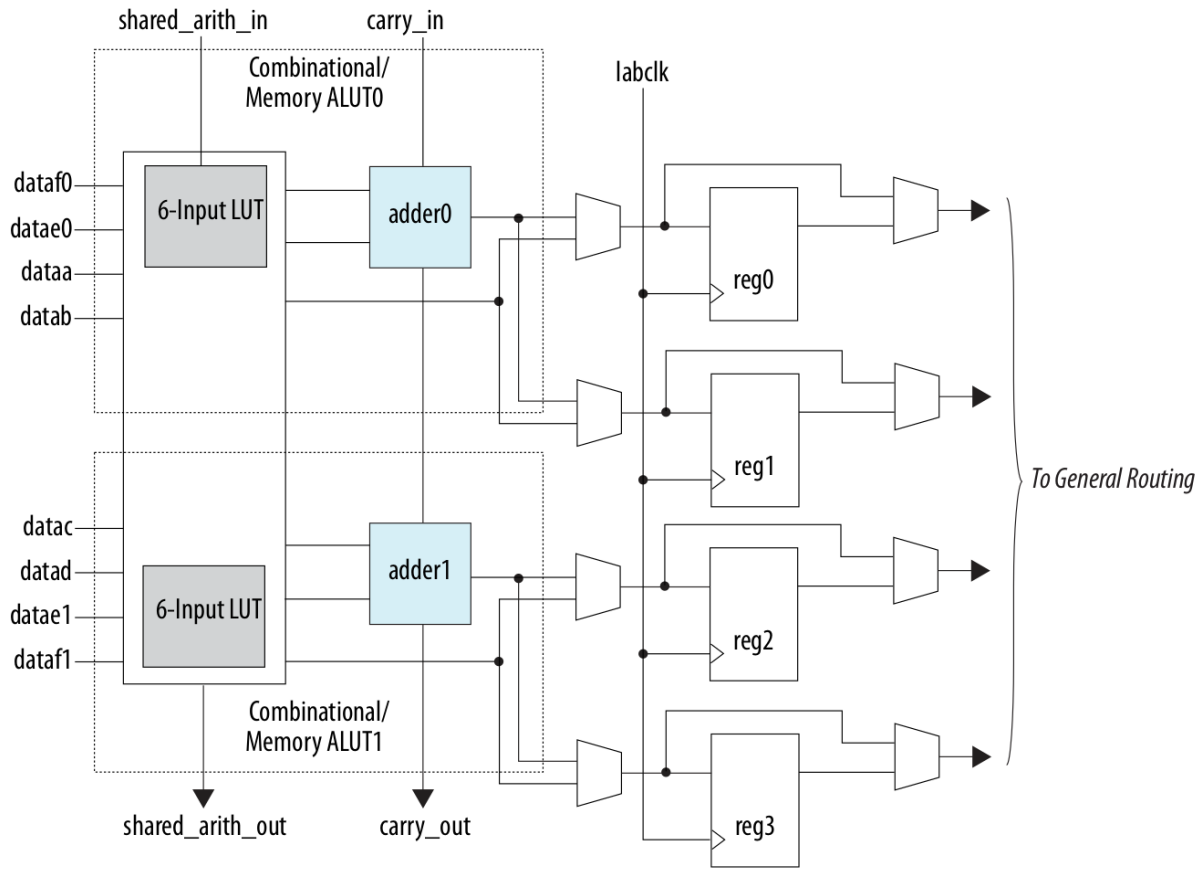 shared_arith_in
carry_in
Combinational/
Memory ALUT0
labclk
dataf0
datae0
dataa
datab
6-Input LUT
adder0
reg0
reg1
To General Routing
datac
datad
datae1
dataf1
6-Input LUT
adder1
reg2
Combinational/
Memory ALUT1
reg3
shared_arith_out
carry_out